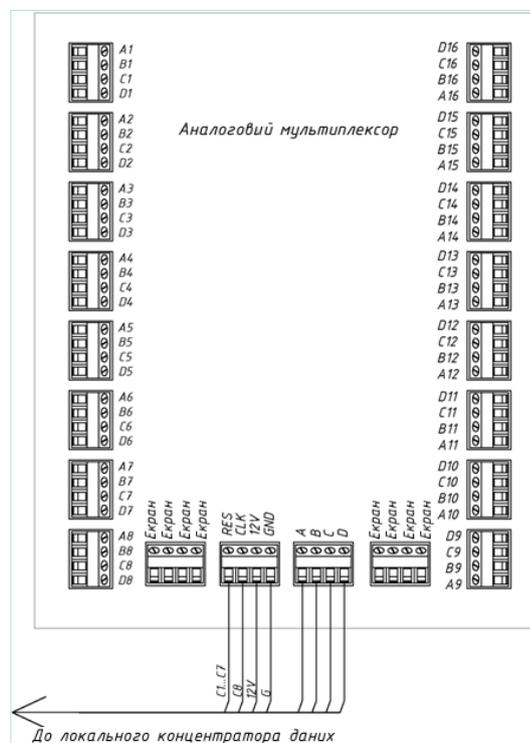 Аналоговий мультиплексор
A1
B1
C1
D1
A2
B2
C2
D2
A3
B3
C3
D3
A4
B4
C4
D4
A5
B5
C5
D5
A6
B6
C6
D6
A7
B7
C7
D7
A8
B8
C8
D8
D16
C16
B16
A16
D15
C15
B15
A15
D14
C14
B14
A14
D13
C13
B13
A13
D12
C12
B12
A12
D11
C11
B11
A11
D10
C10
B10
A10
D9
C9
B9
A9
Екран
Екран
Екран
Екран
RES
CLK
12V
GND
A
B
C
D
Екран
Екран
Екран
Екран
C1...C7
C8
12V
G
До локального концентратора даних